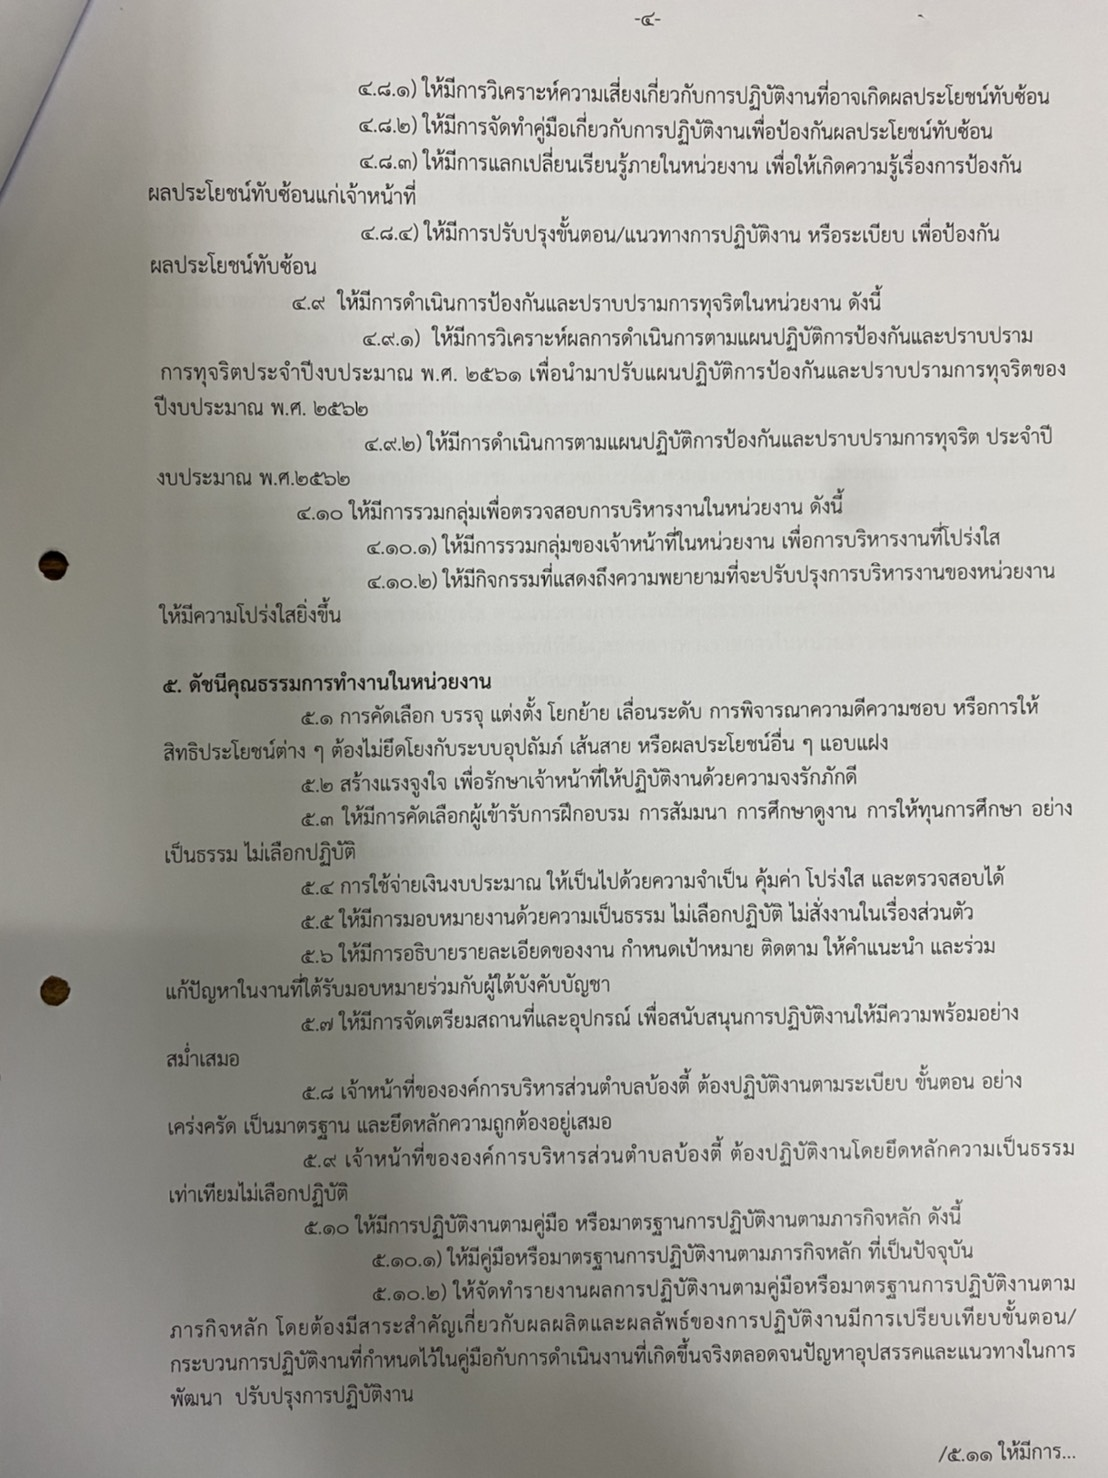 -๔-
๔.๘.๑) ให้มีการวิเคราะห์ความเสี่ยงเกี่ยวกับการปฏิบัติงานที่อาจเกิดผลประโยชน์ทับซ้อน
๔.๘.๒) ให้มีการจัดทำคู่มือเกี่ยวกับการปฏิบัติงานเพื่อป้องกันผลประโยชน์ทับซ้อน
๔.๘.๓) ให้มีการแลกเปลี่ยนเรียนรู้ภายในหน่วยงาน เพื่อให้เกิดความรู้เรื่องการป้องกัน
ผลประโยชน์ทับซ้อนแก่เจ้าหน้าที่
๔.๘.๔) ให้มีการปรับปรุงขั้นตอน/แนวทางการปฏิบัติงาน หรือระเบียบ เพื่อป้องกัน
ผลประโยชน์ทับซ้อน
๔.๙ ให้มีการดำเนินการป้องกันและปราบปรามการทุจริตในหน่วยงาน ดังนี้
๔.๙.๑) ให้มีการวิเคราะห์ผลการดำเนินการตามแผนปฏิบัติการป้องกันและปราบปราม
การทุจริตประจำปีงบประมาณ พ.ศ. ๒๕๖๑ เพื่อนำมาปรับแผนปฏิบัติการป้องกันและปราบปรามการทุจริตของ
ปีงบประมาณ พ.ศ. ๒๕๖๒
๔.๙.๒) ให้มีการดำเนินการตามแผนปฏิบัติการป้องกันและปราบปรามการทุจริต ประจำปี
งบประมาณ พ.ศ.๒๕๖๒
๔.๑๐ ให้มีการรวมกลุ่มเพื่อตรวจสอบการบริหารงานในหน่วยงาน ดังนี้
๔.๑๐.๑) ให้มีการรวมกลุ่มของเจ้าหน้าที่ในหน่วยงาน เพื่อการบริหารงานที่โปร่งใส
๔.๑๐.๒) ให้มีกิจกรรมที่แสดงถึงความพยายามที่จะปรับปรุงการบริหารงานของหน่วยงาน
ให้มีความโปร่งใสยิ่งขึ้น
๕. ดัชนีคุณธรรมการทำงานในหน่วยงาน
๕.๑ การคัดเลือก บรรจุ แต่งตั้ง โยกย้าย เลื่อนระดับ การพิจารณาความดีความชอบ หรือการให้
สิทธิประโยชน์ต่าง ๆ ต้องไม่ยึดโยงกับระบบอุปถัมภ์ เส้นสาย หรือผลประโยชน์อื่น ๆ แอบแฝง
๕.๒ สร้างแรงจูงใจ เพื่อรักษาเจ้าหน้าที่ให้ปฏิบัติงานด้วยความจงรักภักดี
๕.๓ ให้มีการคัดเลือกผู้เข้ารับการฝึกอบรม การสัมมนา การศึกษาดูงาน การให้ทุนการศึกษา อย่าง
เป็นธรรม ไม่เลือกปฏิบัติ
๕.๔ การใช้จ่ายเงินงบประมาณ ให้เป็นไปด้วยความจำเป็น คุ้มค่า โปร่งใส และตรวจสอบได้
๕.๕ ให้มีการมอบหมายงานด้วยความเป็นธรรม ไม่เลือกปฏิบัติ ไม่สั่งงานในเรื่องส่วนตัว
๕.๖ ให้มีการอธิบายรายละเอียดของงาน กำหนดเป้าหมาย ติดตาม ให้คำแนะนำ และร่วม
แก้ปัญหาในงานที่ใต้รับมอบหมายร่วมกับผู้ใต้บังคับบัญชา
๕.๗ ให้มีการจัดเตรียมสถานที่และอุปกรณ์ เพื่อสนับสนุนการปฏิบัติงานให้มีความพร้อมอย่าง
สม่ำเสมอ
๕.๘ เจ้าหน้าที่ขององค์การบริหารส่วนตำบลบ้องตี้ ต้องปฏิบัติงานตามระเบียบ ขั้นตอน อย่าง
เคร่งครัด เป็นมาตรฐาน และยึดหลักความถูกต้องอยู่เสมอ
๕.๙ เจ้าหน้าที่ขององค์การบริหารส่วนตำบลบ้องตี้ ต้องปฏิบัติงานโดยยึดหลักความเป็นธรรม
เท่าเทียมไม่เลือกปฏิบัติ
๕.๑๐ ให้มีการปฏิบัติงานตามคู่มือ หรือมาตรฐานการปฏิบัติงานตามภารกิจหลัก ดังนี้
๕.๑๐.๑) ให้มีคู่มือหรือมาตรฐานการปฏิบัติงานตามภารกิจหลัก ที่เป็นปัจจุบัน
๕.๑๐.๒) ให้จัดทำรายงานผลการปฏิบัติงานตามคู่มือหรือมาตรฐานการปฏิบัติงานตาม
ภารกิจหลัก โดยต้องมีสาระสำคัญเกี่ยวกับผลผลิตและผลลัพธ์ของการปฏิบัติงานมีการเปรียบเทียบขั้นตอน/
กระบวนการปฏิบัติงานที่กำหนดไว้ในคู่มือกับการดำเนินงานที่เกิดขึ้นจริงตลอดจนปัญหาอุปสรรคและแนวทางในการ
พัฒนา ปรับปรุงการปฏิบัติงาน
/๕.๑๑ ให้มีการ...